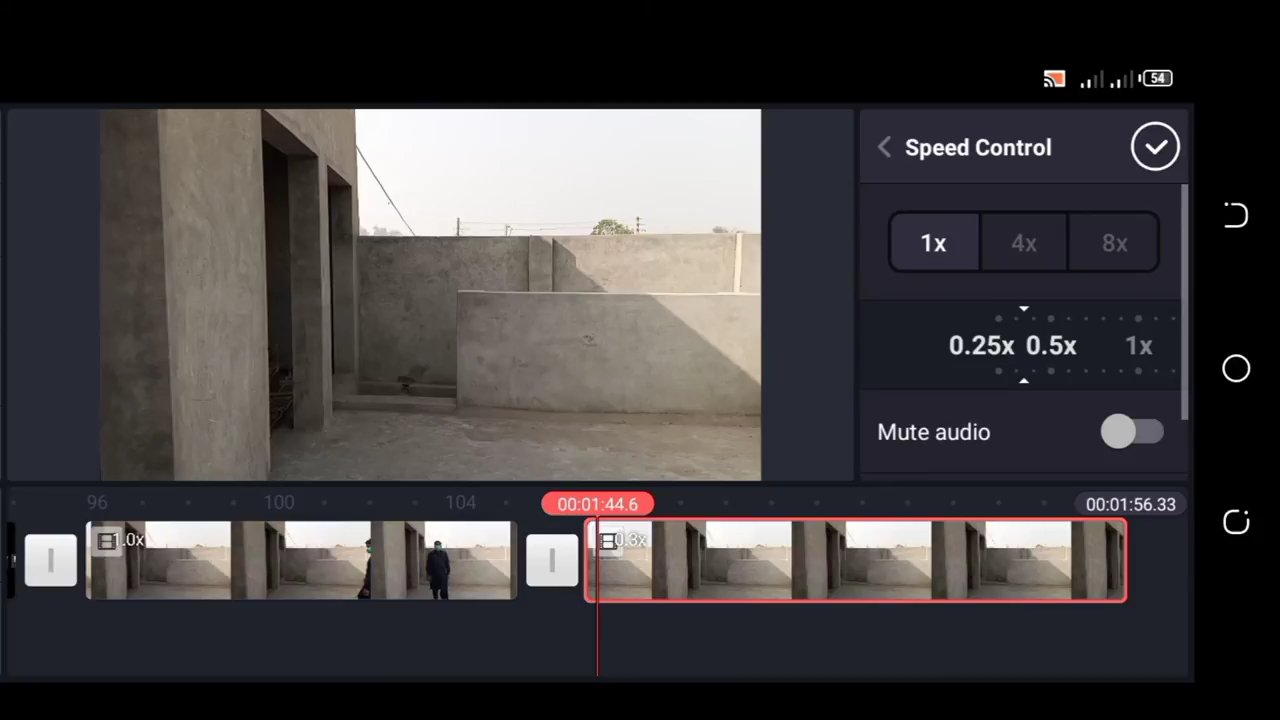 54
Speed Control
1x 4x 8x
0.25x 0.5x 1x
Mute audio
96 100 104 00:01:44.6 00:01:56.33
1.0x 0.3x